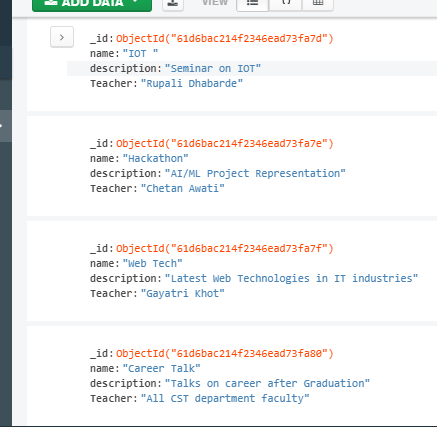 ADD DATA VIEW
_id: ObjectId("61d6bac214f2346ead73fa7d")
name: "IOT "
description: "Seminar on IOT"
Teacher: "Rupali Dhabarde"
_id: ObjectId("61d6bac214f2346ead73fa7e")
name: "Hackathon"
description: "AI/ML Project Representation"
Teacher: "Chetan Awati"
_id: ObjectId("61d6bac214f2346ead73fa7f")
name: "Web Tech"
description: "Latest Web Technologies in IT industries"
Teacher: "Gayatri Khot"
_id: ObjectId("61d6bac214f2346ead73fa80")
name: "Career Talk"
description: "Talks on career after Graduation"
Teacher: "All CST department faculty"